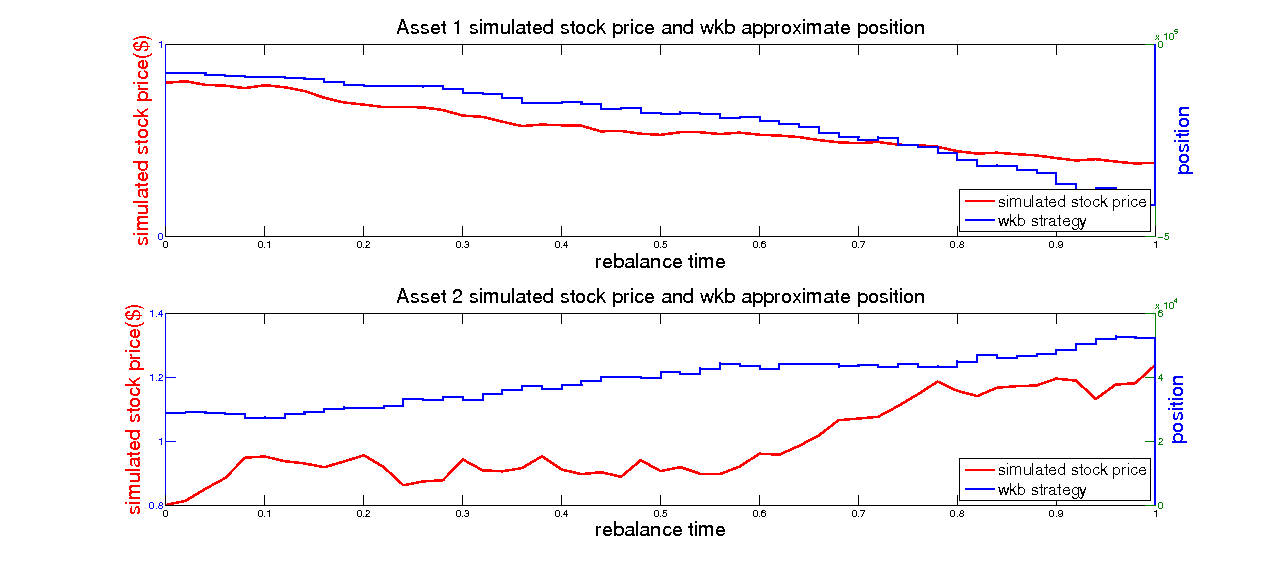 Asset 1 simulated stock price and wkb approximate position
x 10^5
1
0
simulated stock price($)
0
-5
position
simulated stock price
wkb strategy
0 0.1 0.2 0.3 0.4 0.5 0.6 0.7 0.8 0.9 1
rebalance time
Asset 2 simulated stock price and wkb approximate position
x 10^4
1.4
1.2
1
0.8
simulated stock price($)
6
4
2
0
position
simulated stock price
wkb strategy
0 0.1 0.2 0.3 0.4 0.5 0.6 0.7 0.8 0.9 1
rebalance time